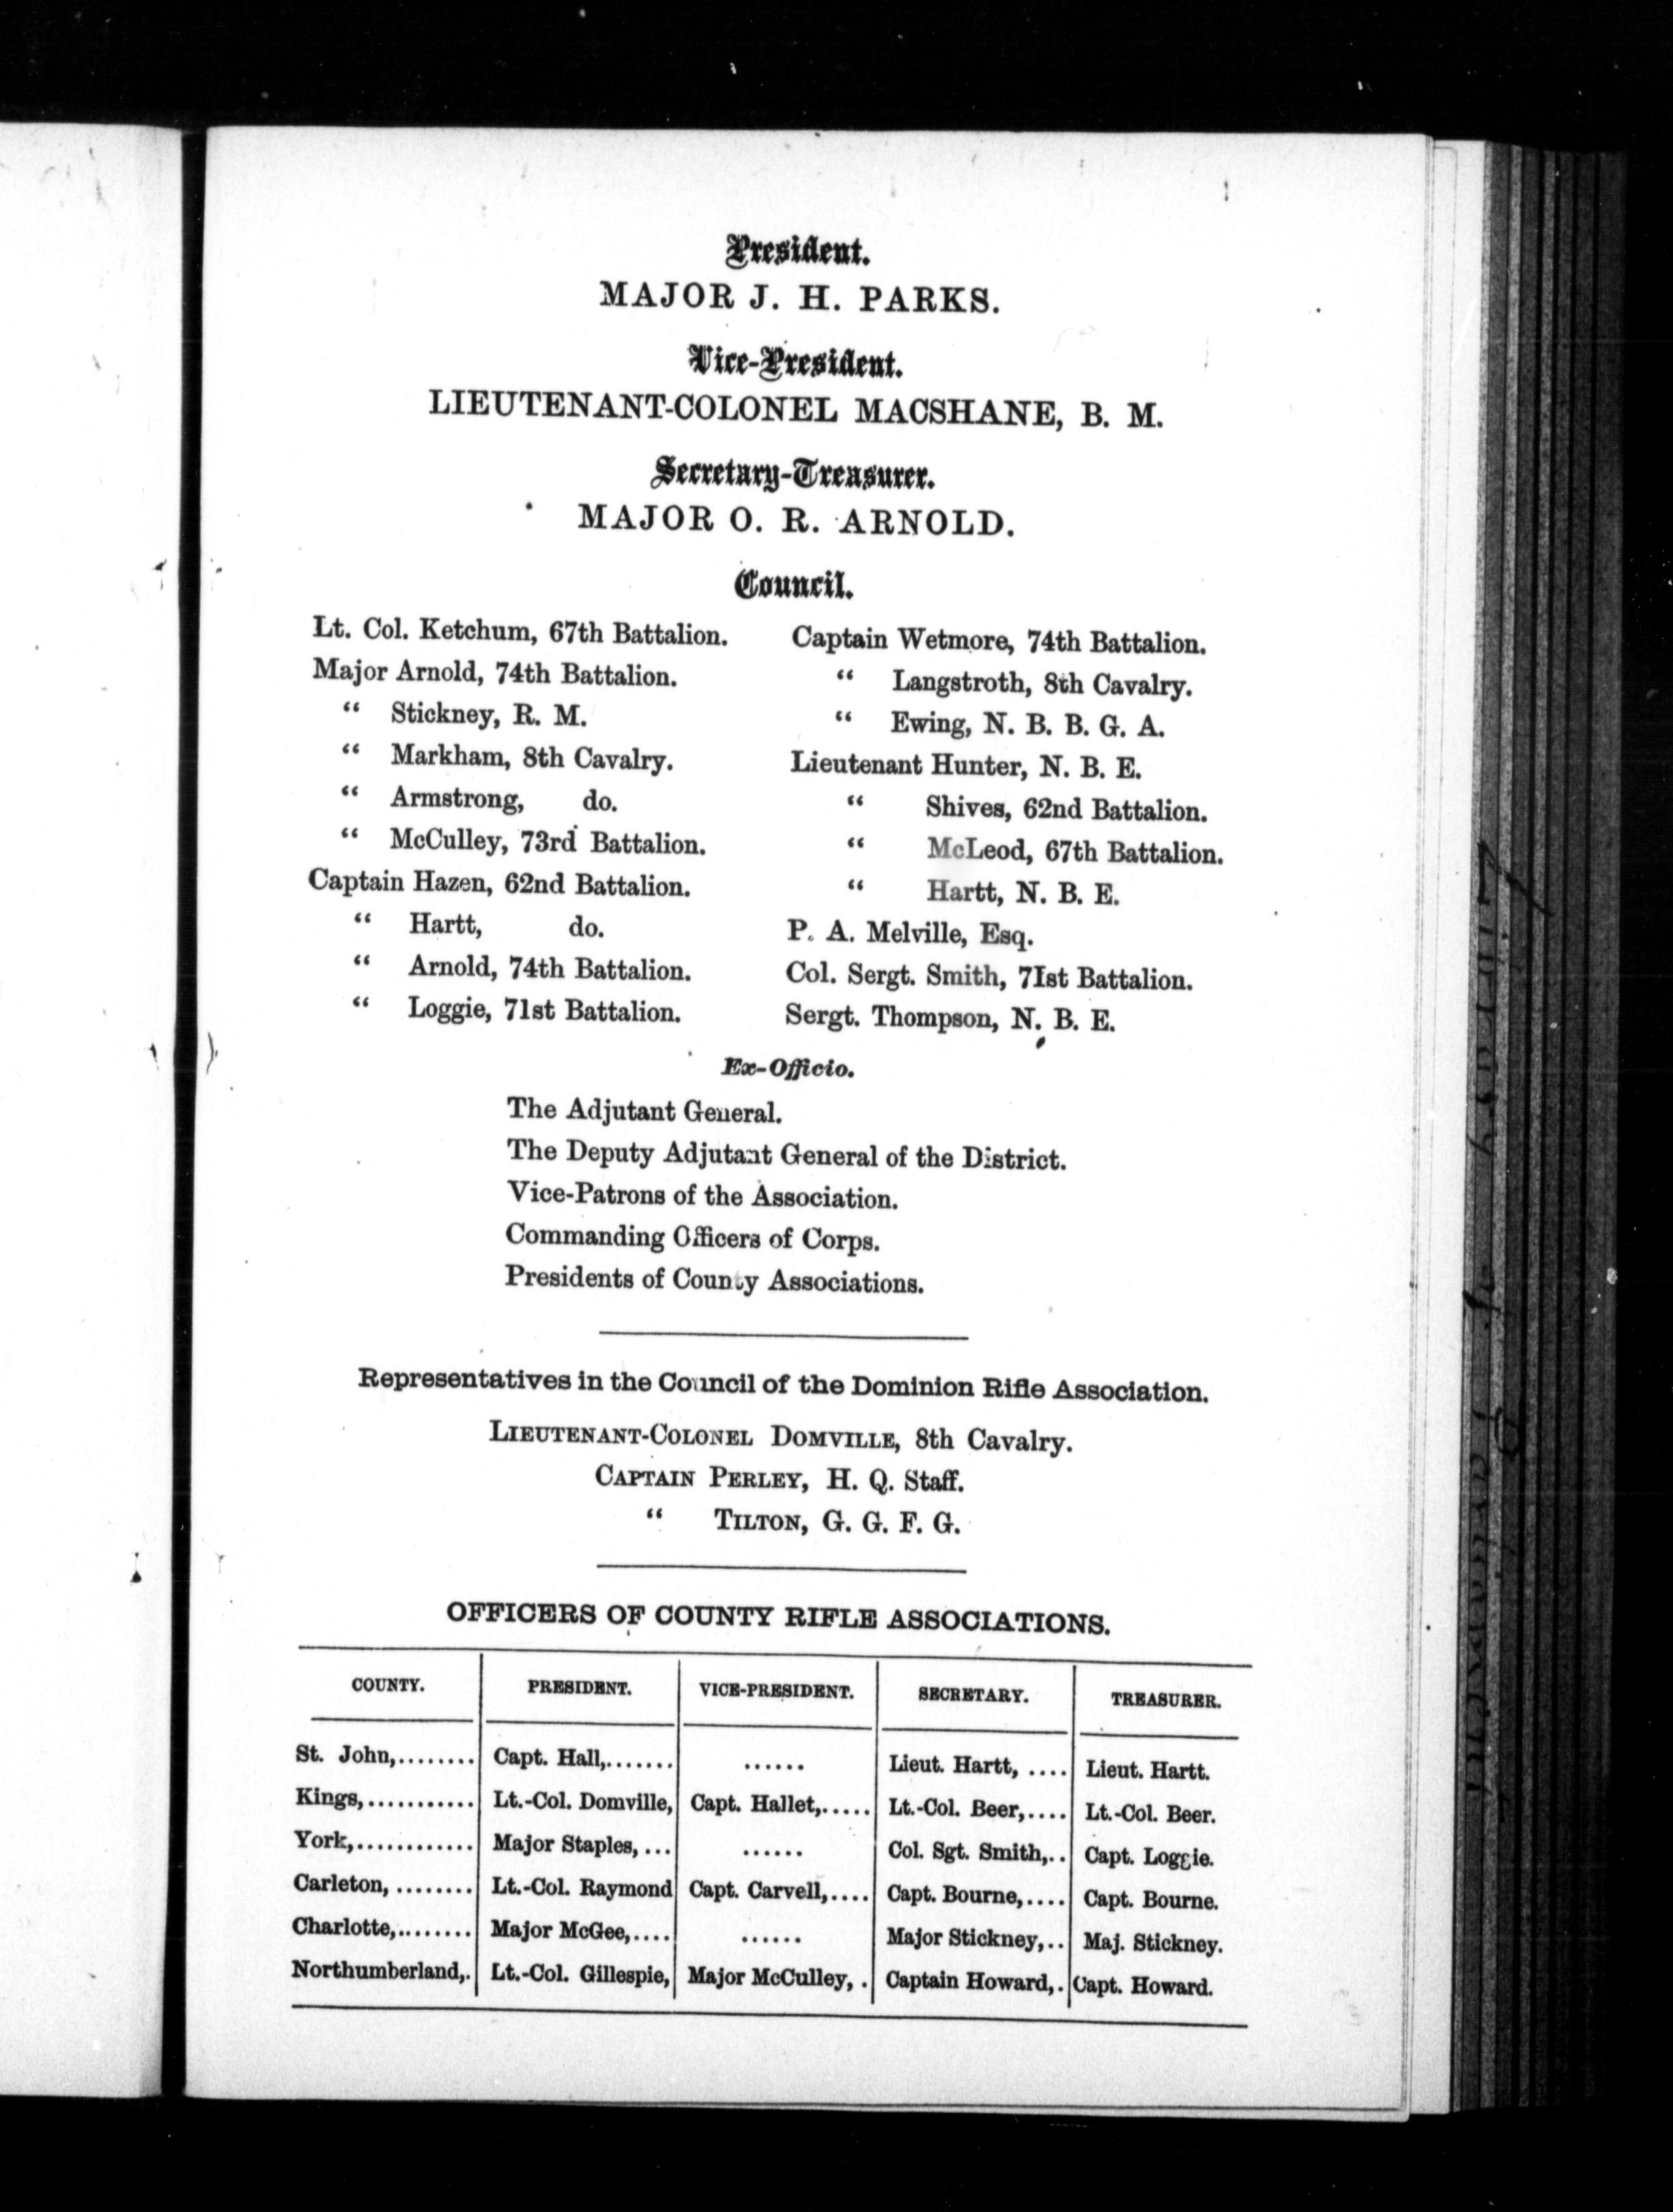 President.
MAJOR J. H. PARKS.
Vice-President.
LIEUTENANT-COLONEL MACSHANE, B. M.
Secretary-Treasurer.
MAJOR O. R. ARNOLD.
Council.
Lt. Col. Ketchum, 67th Battalion.
Major Arnold, 74th Battalion.
“ Stickney, R. M.
“ Markham, 8th Cavalry.
“ Armstrong, do.
“ McCulley, 73rd Battalion.
Captain Hazen, 62nd Battalion.
“ Hartt, do.
“ Arnold, 74th Battalion.
“ Loggie, 71st Battalion.
Captain Wetmore, 74th Battalion.
“ Langstroth, 8th Cavalry.
“ Ewing, N. B. B. G. A.
Lieutenant Hunter, N. B. E.
“ Shives, 62nd Battalion.
“ McLeod, 67th Battalion.
“ Hartt, N. B. E.
P. A. Melville, Esq.
Col. Sergt. Smith, 7Ist Battalion.
Sergt. Thompson, N. B. E.
Ex-Officio.
The Adjutant General.
The Deputy Adjutant General of the District.
Vice-Patrons of the Association.
Commanding Officers of Corps.
Presidents of County Associations.
Representatives in the Council of the Dominion Rifle Association.
LIEUTENANT-COLONEL DOMVILLE, 8th Cavalry.
CAPTAIN PERLEY, H. Q. Staff.
“ TILTON, G. G. F. G.
OFFICERS OF COUNTY RIFLE ASSOCIATIONS.
COUNTY. PRESIDENT. VICE-PRESIDENT. SECRETARY. TREASURER.
St. John,........ Capt. Hall,....... ...... Lieut. Hartt, .... Lieut. Hartt.
Kings,........... Lt.-Col. Domville, Capt. Hallet,..... Lt.-Col. Beer,.... Lt.-Col. Beer.
York,............ Major Staples, ... ...... Col. Sgt. Smith,.. Capt. Loggie.
Carleton, ........ Lt.-Col. Raymond Capt. Carvell,.... Capt. Bourne,.... Capt. Bourne.
Charlotte,........ Major McGee,.... ...... Major Stickney,.. Maj. Stickney.
Northumberland,. Lt.-Col. Gillespie, Major McCulley, . Captain Howard,. Capt. Howard.